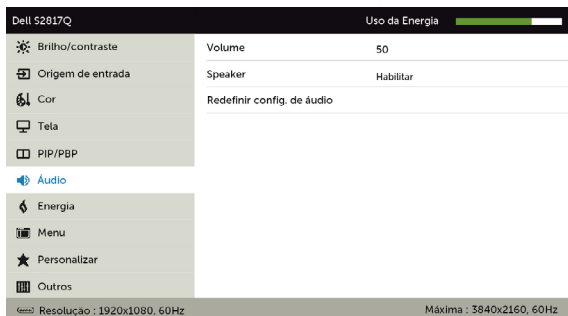 Dell S2817Q Uso da Energia
Brilho/contraste
Origem de entrada
Cor
Tela
PIP/PBP
Áudio
Energia
Menu
Personalizar
Outros
Volume 50
Speaker Habilitar
Redefinir config. de áudio
Resolução : 1920x1080, 60Hz Máxima : 3840x2160, 60Hz